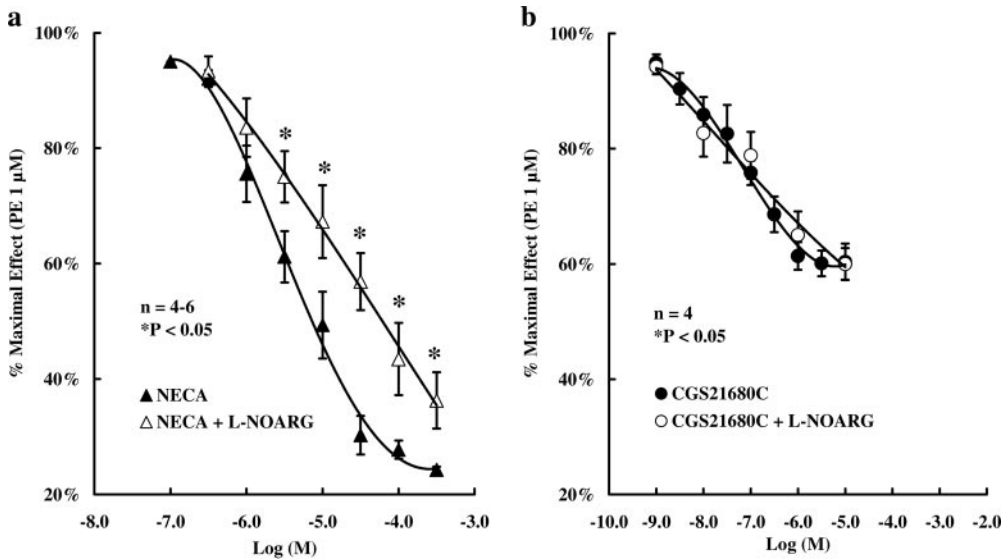 a
% Maximal Effect (PE 1 µM)
100%
80%
60%
40%
20%
* * * * * *
n = 4-6
*P < 0.05
NECA
NECA + L-NOARG
-8.0 -7.0 -6.0 -5.0 -4.0 -3.0
Log (M)
b
% Maximal Effect (PE 1 µM)
100%
80%
60%
40%
20%
n = 4
*P < 0.05
CGS21680C
CGS21680C + L-NOARG
-10.0 -9.0 -8.0 -7.0 -6.0 -5.0 -4.0 -3.0 -2.0
Log (M)